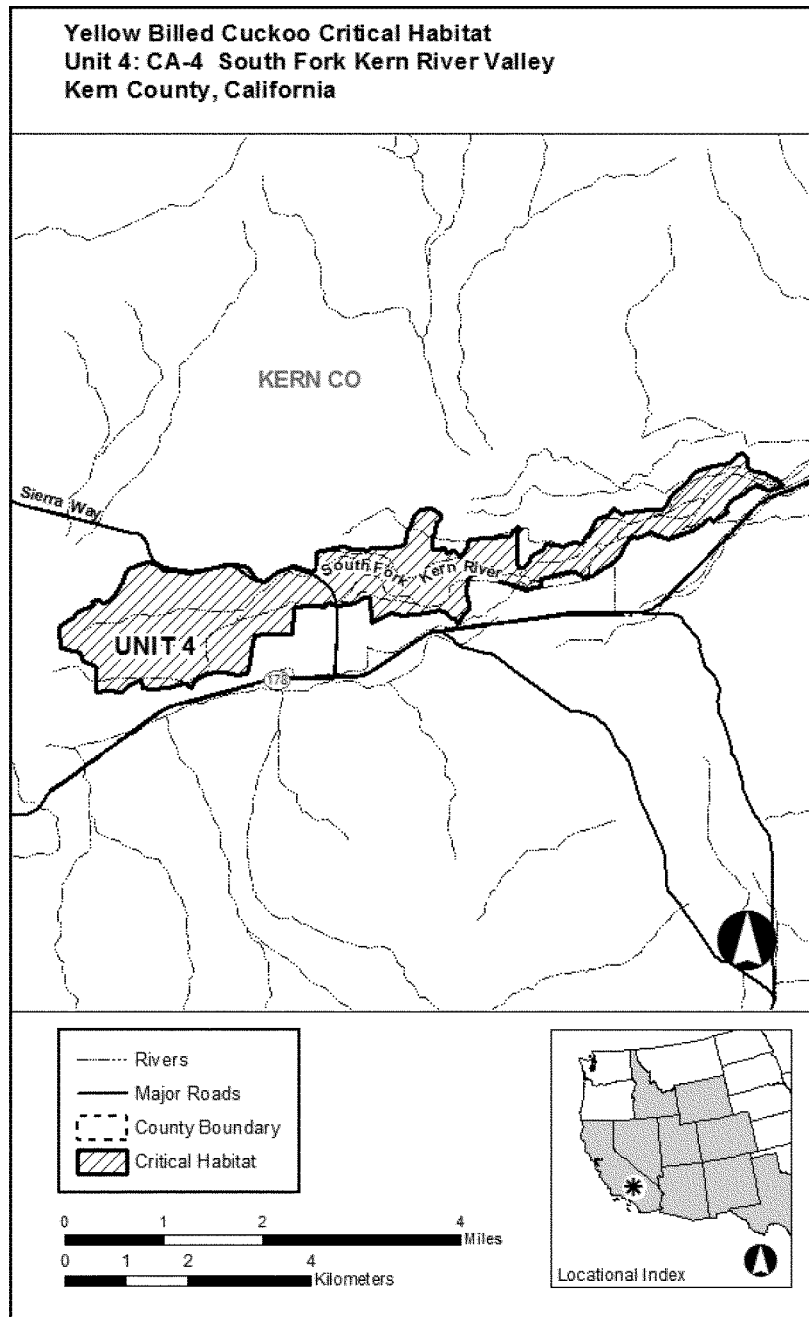 Yellow Billed Cuckoo Critical Habitat
Unit 4: CA-4 South Fork Kern River Valley
Kern County, California
KERN CO
Sierra Way
South Fork Kern River
UNIT 4
178
Rivers
Major Roads
County Boundary
Critical Habitat
0 1 2 4
Miles
0 1 2 4
Kilometers
Locational Index